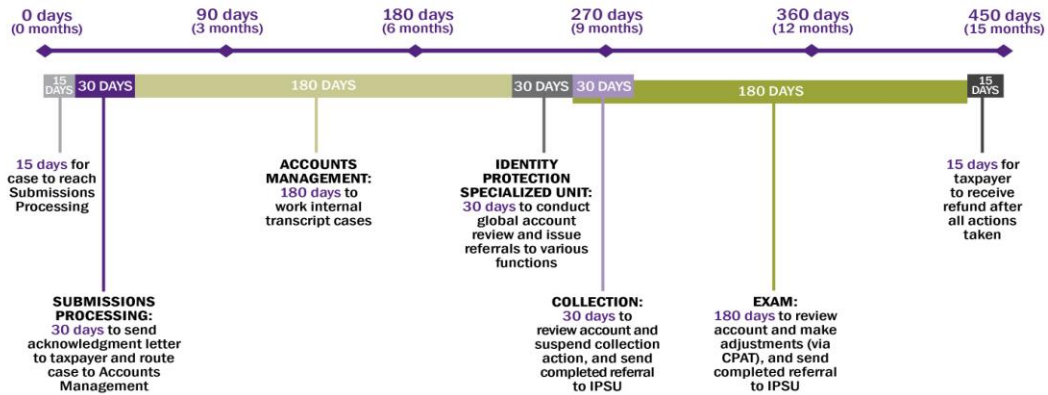 0 days
(0 months)
90 days
(3 months)
180 days
(6 months)
270 days
(9 months)
360 days
(12 months)
450 days
(15 months)
15
DAYS
30 DAYS
180 DAYS
30 DAYS
30 DAYS
180 DAYS
15
DAYS
15 days for
case to reach
Submissions
Processing
SUBMISSIONS
PROCESSING:
30 days to send
acknowledgment letter
to taxpayer and route
case to Accounts
Management
ACCOUNTS
MANAGEMENT:
180 days to
work internal
transcript cases
IDENTITY
PROTECTION
SPECIALIZED UNIT:
30 days to conduct
global account
review and issue
referrals to various
functions
COLLECTION:
30 days to
review account and
suspend collection
action, and send
completed referral
to IPSU
EXAM:
180 days to review
account and make
adjustments (via
CPAT), and send
completed referral
to IPSU
15 days for
taxpayer
to receive
refund after
all actions
taken